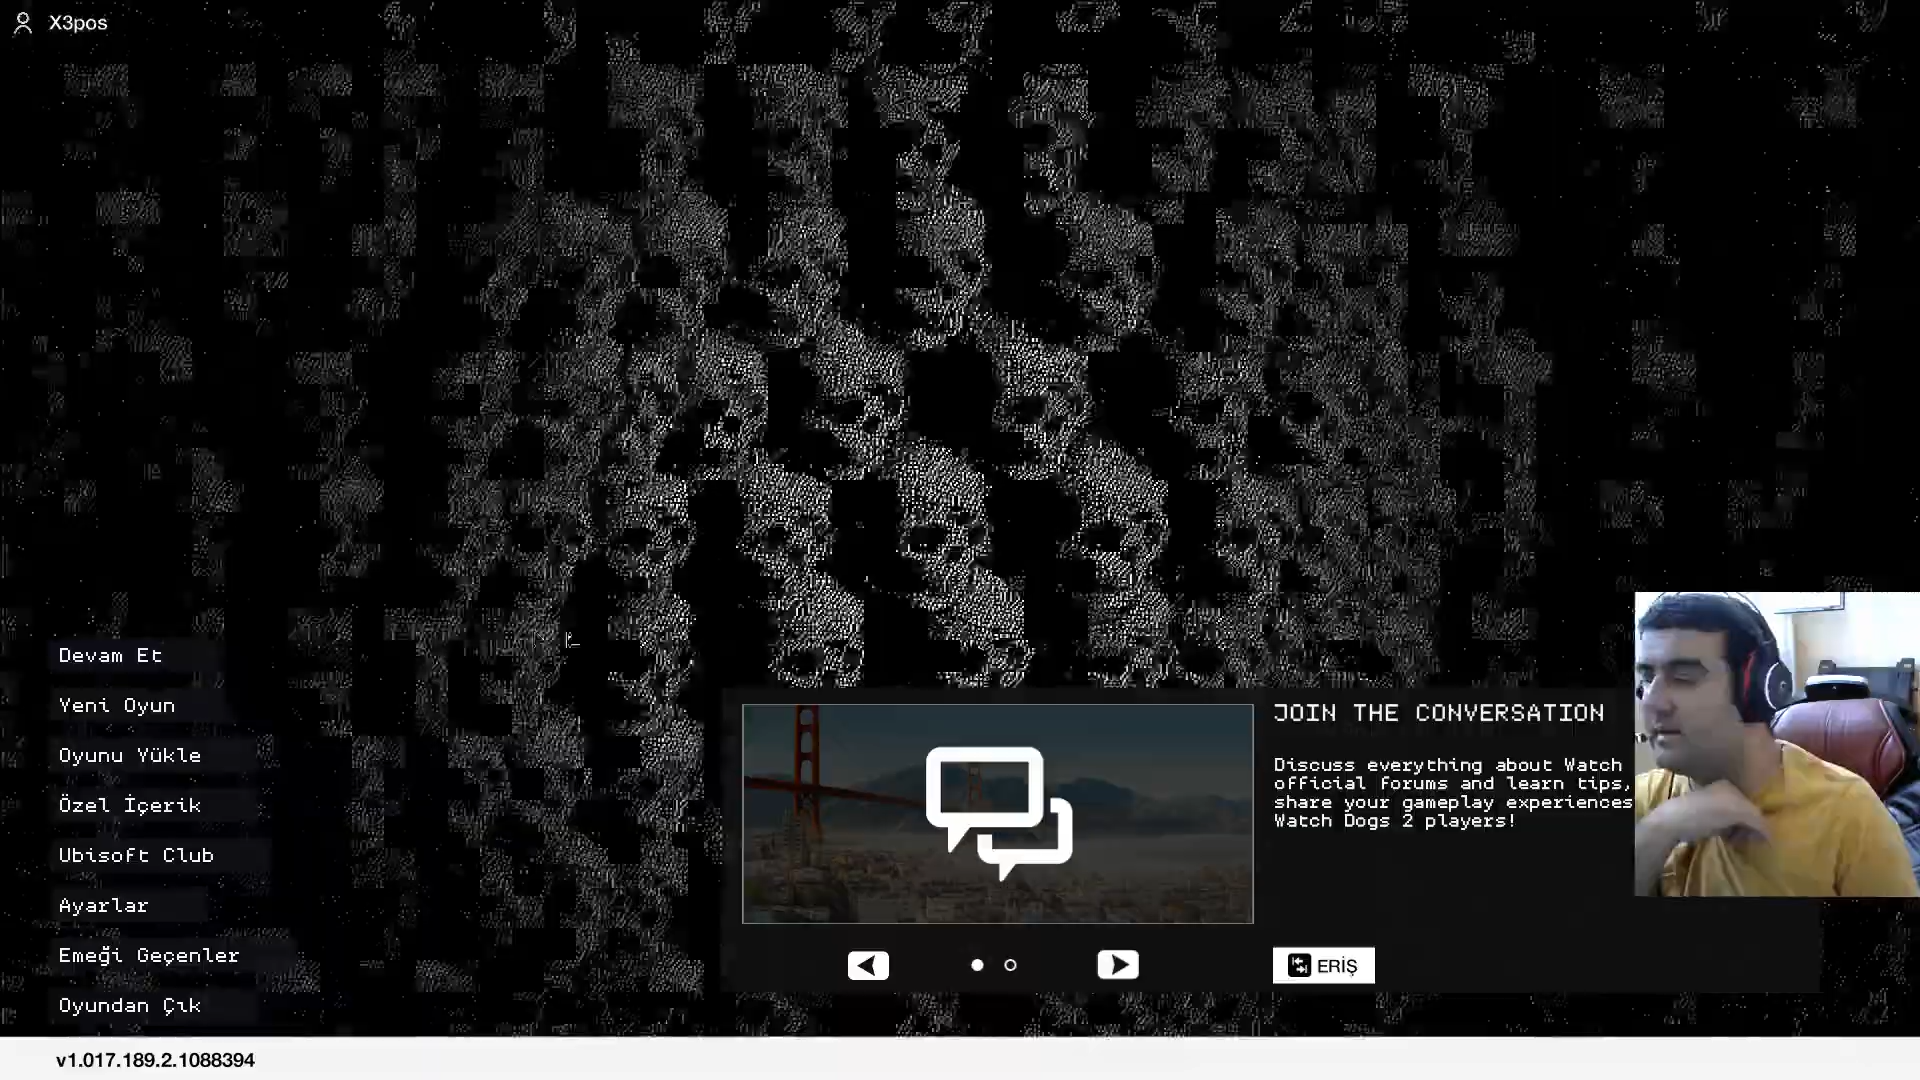 X3pos
Devam Et
Yeni Oyun
Oyunu Yükle
Özel İçerik
Ubisoft Club
Ayarlar
Emeği Geçenler
Oyundan Çık
JOIN THE CONVERSATION
Discuss everything about Watch
official forums and learn tips,
share your gameplay experiences
Watch Dogs 2 players!
ERİŞ
v1.017.189.2.1088394